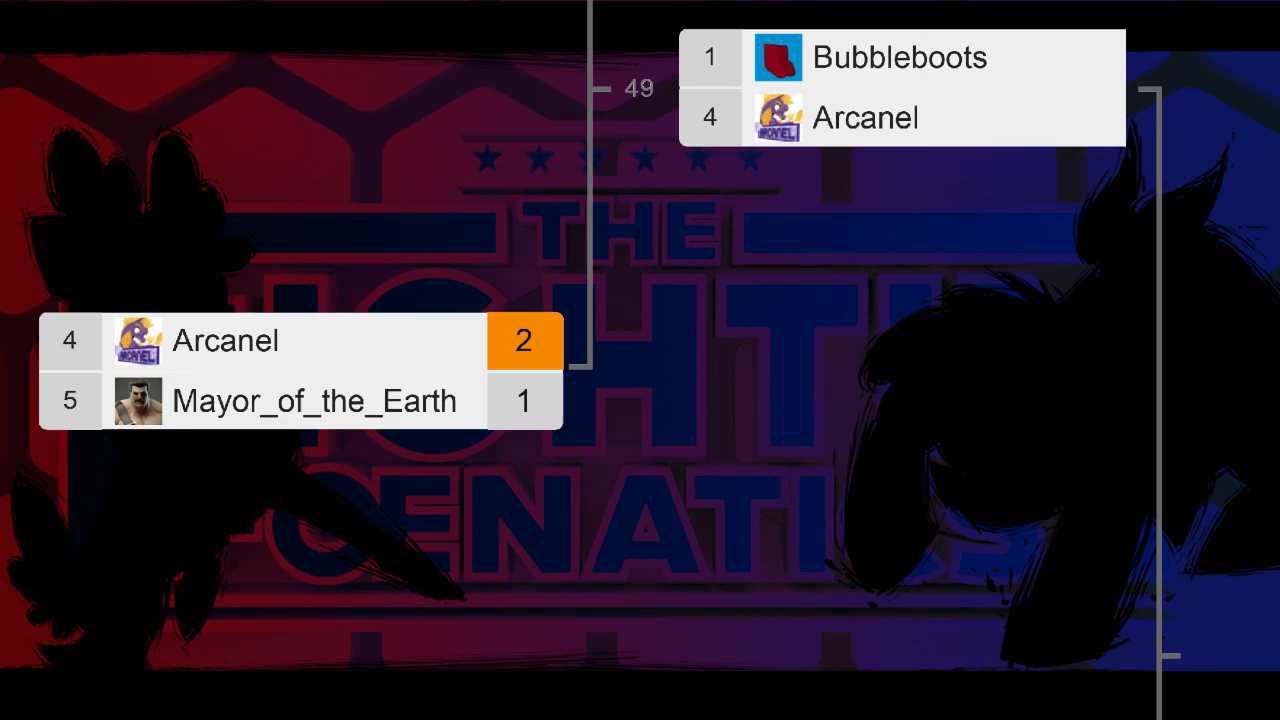 1 Bubbleboots
49
4 Arcanel
THE
4 Arcanel 2
5 Mayor_of_the_Earth 1